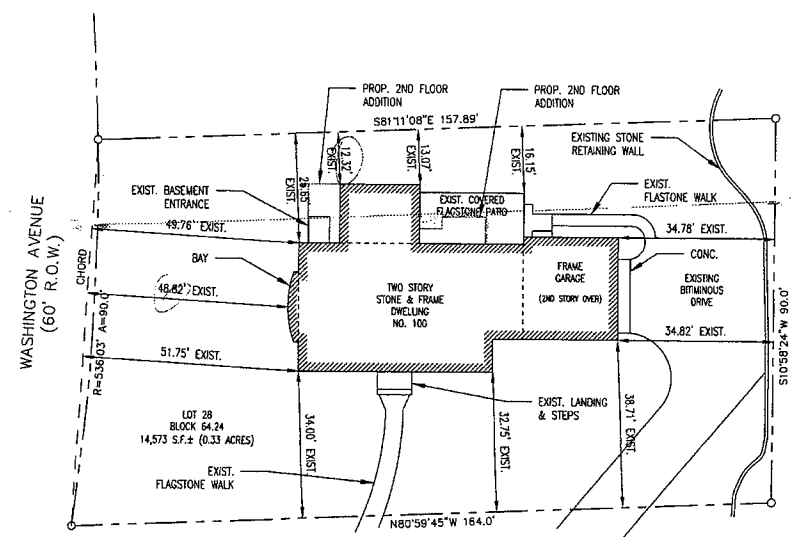 PROP. 2ND FLOOR
ADDITION
PROP. 2ND FLOOR
ADDITION
S81°11'08"E 157.89'
EXISTING STONE
RETAINING WALL
12.32'
EXIST.
13.07'
EXIST.
16.15'
EXIST.
EXIST.
EXIST. BASEMENT
ENTRANCE
EXIST. COVERED
FLAGSTONE PATIO
EXIST.
FLASTONE WALK
49.76' EXIST.
34.78' EXIST.
WASHINGTON AVENUE
(60' R.O.W.)
CHORD
R=536.03' A=90.0'
BAY
48.82' EXIST.
TWO STORY
STONE & FRAME
DWELLING
NO. 100
FRAME
GARAGE
(2ND STORY OVER)
CONC.
EXISTING
BITIMINOUS
DRIVE
34.82' EXIST.
S10°58'24"W 90.0'
51.75' EXIST.
LOT 28
BLOCK 64.24
14,573 S.F.± (0.33 ACRES)
34.00' EXIST.
EXIST. LANDING
& STEPS
32.75' EXIST.
38.71' EXIST.
EXIST.
FLAGSTONE WALK
N80°59'45"W 164.0'